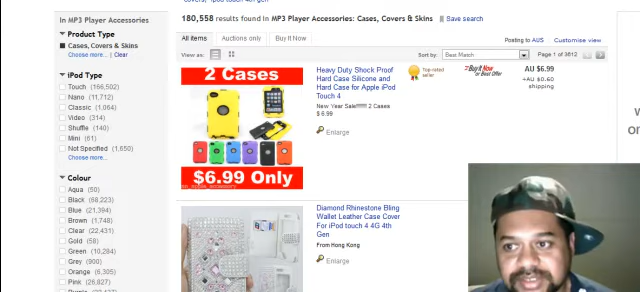 covers/ ipod touch 4th gen
In MP3 Player Accessories
180,558 results found in MP3 Player Accessories: Cases, Covers & Skins
Save search
Product Type
Cases, Covers & Skins
Choose more... | Clear
All items
Auctions only
Buy It Now
Posting to AUS
Customise view
View as:
Sort by:
Best Match
Page 1 of 3612
iPod Type
Touch (166,502)
Nano (11,712)
Classic (1,064)
Video (314)
Shuffle (140)
Mini (61)
Not Specified (1,650)
Choose more...
2 Cases
$6.99 Only
Heavy Duty Shock Proof
Hard Case Silicone and
Hard Case for Apple iPod
Touch 4
New Year Sale!!!!!!! 2 Cases
$ 6.99
Enlarge
Top-rated
seller
Buy It Now
or Best Offer
AU $6.99
+AU $0.60
shipping
Colour
Aqua (50)
Black (68,223)
Blue (21,394)
Brown (1,748)
Clear (22,431)
Gold (58)
Green (10,284)
Grey (900)
Orange (6,305)
Pink (26,827)
Diamond Rhinestone Bling
Wallet Leather Case Cover
For iPod touch 4 4G 4th
Gen
From Hong Kong
Enlarge